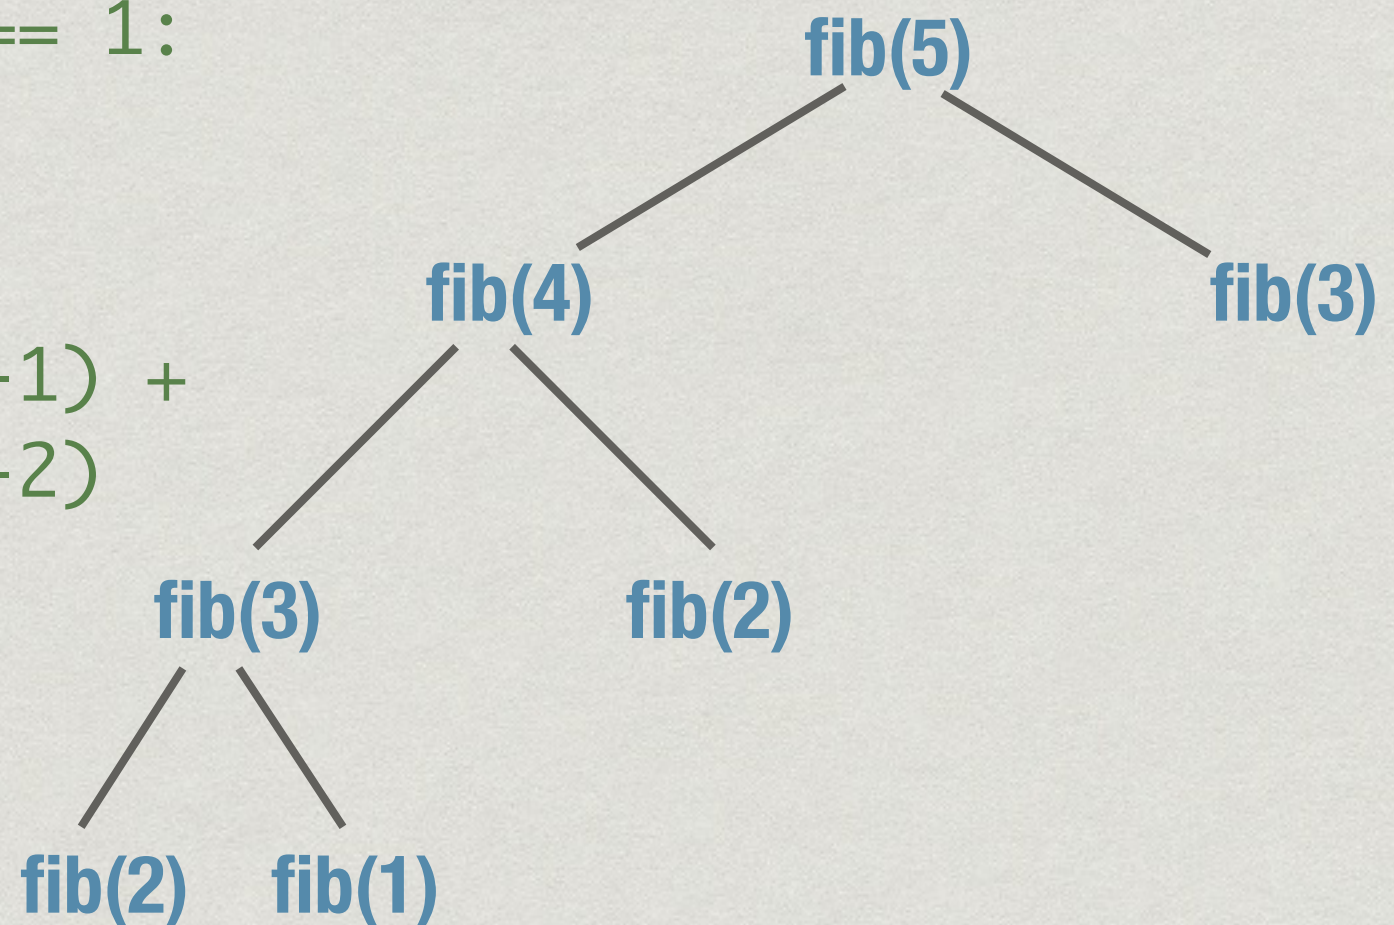 == 1:
fib(5)
fib(4)
fib(3)
-1) +
-2)
fib(3)
fib(2)
fib(2)
fib(1)